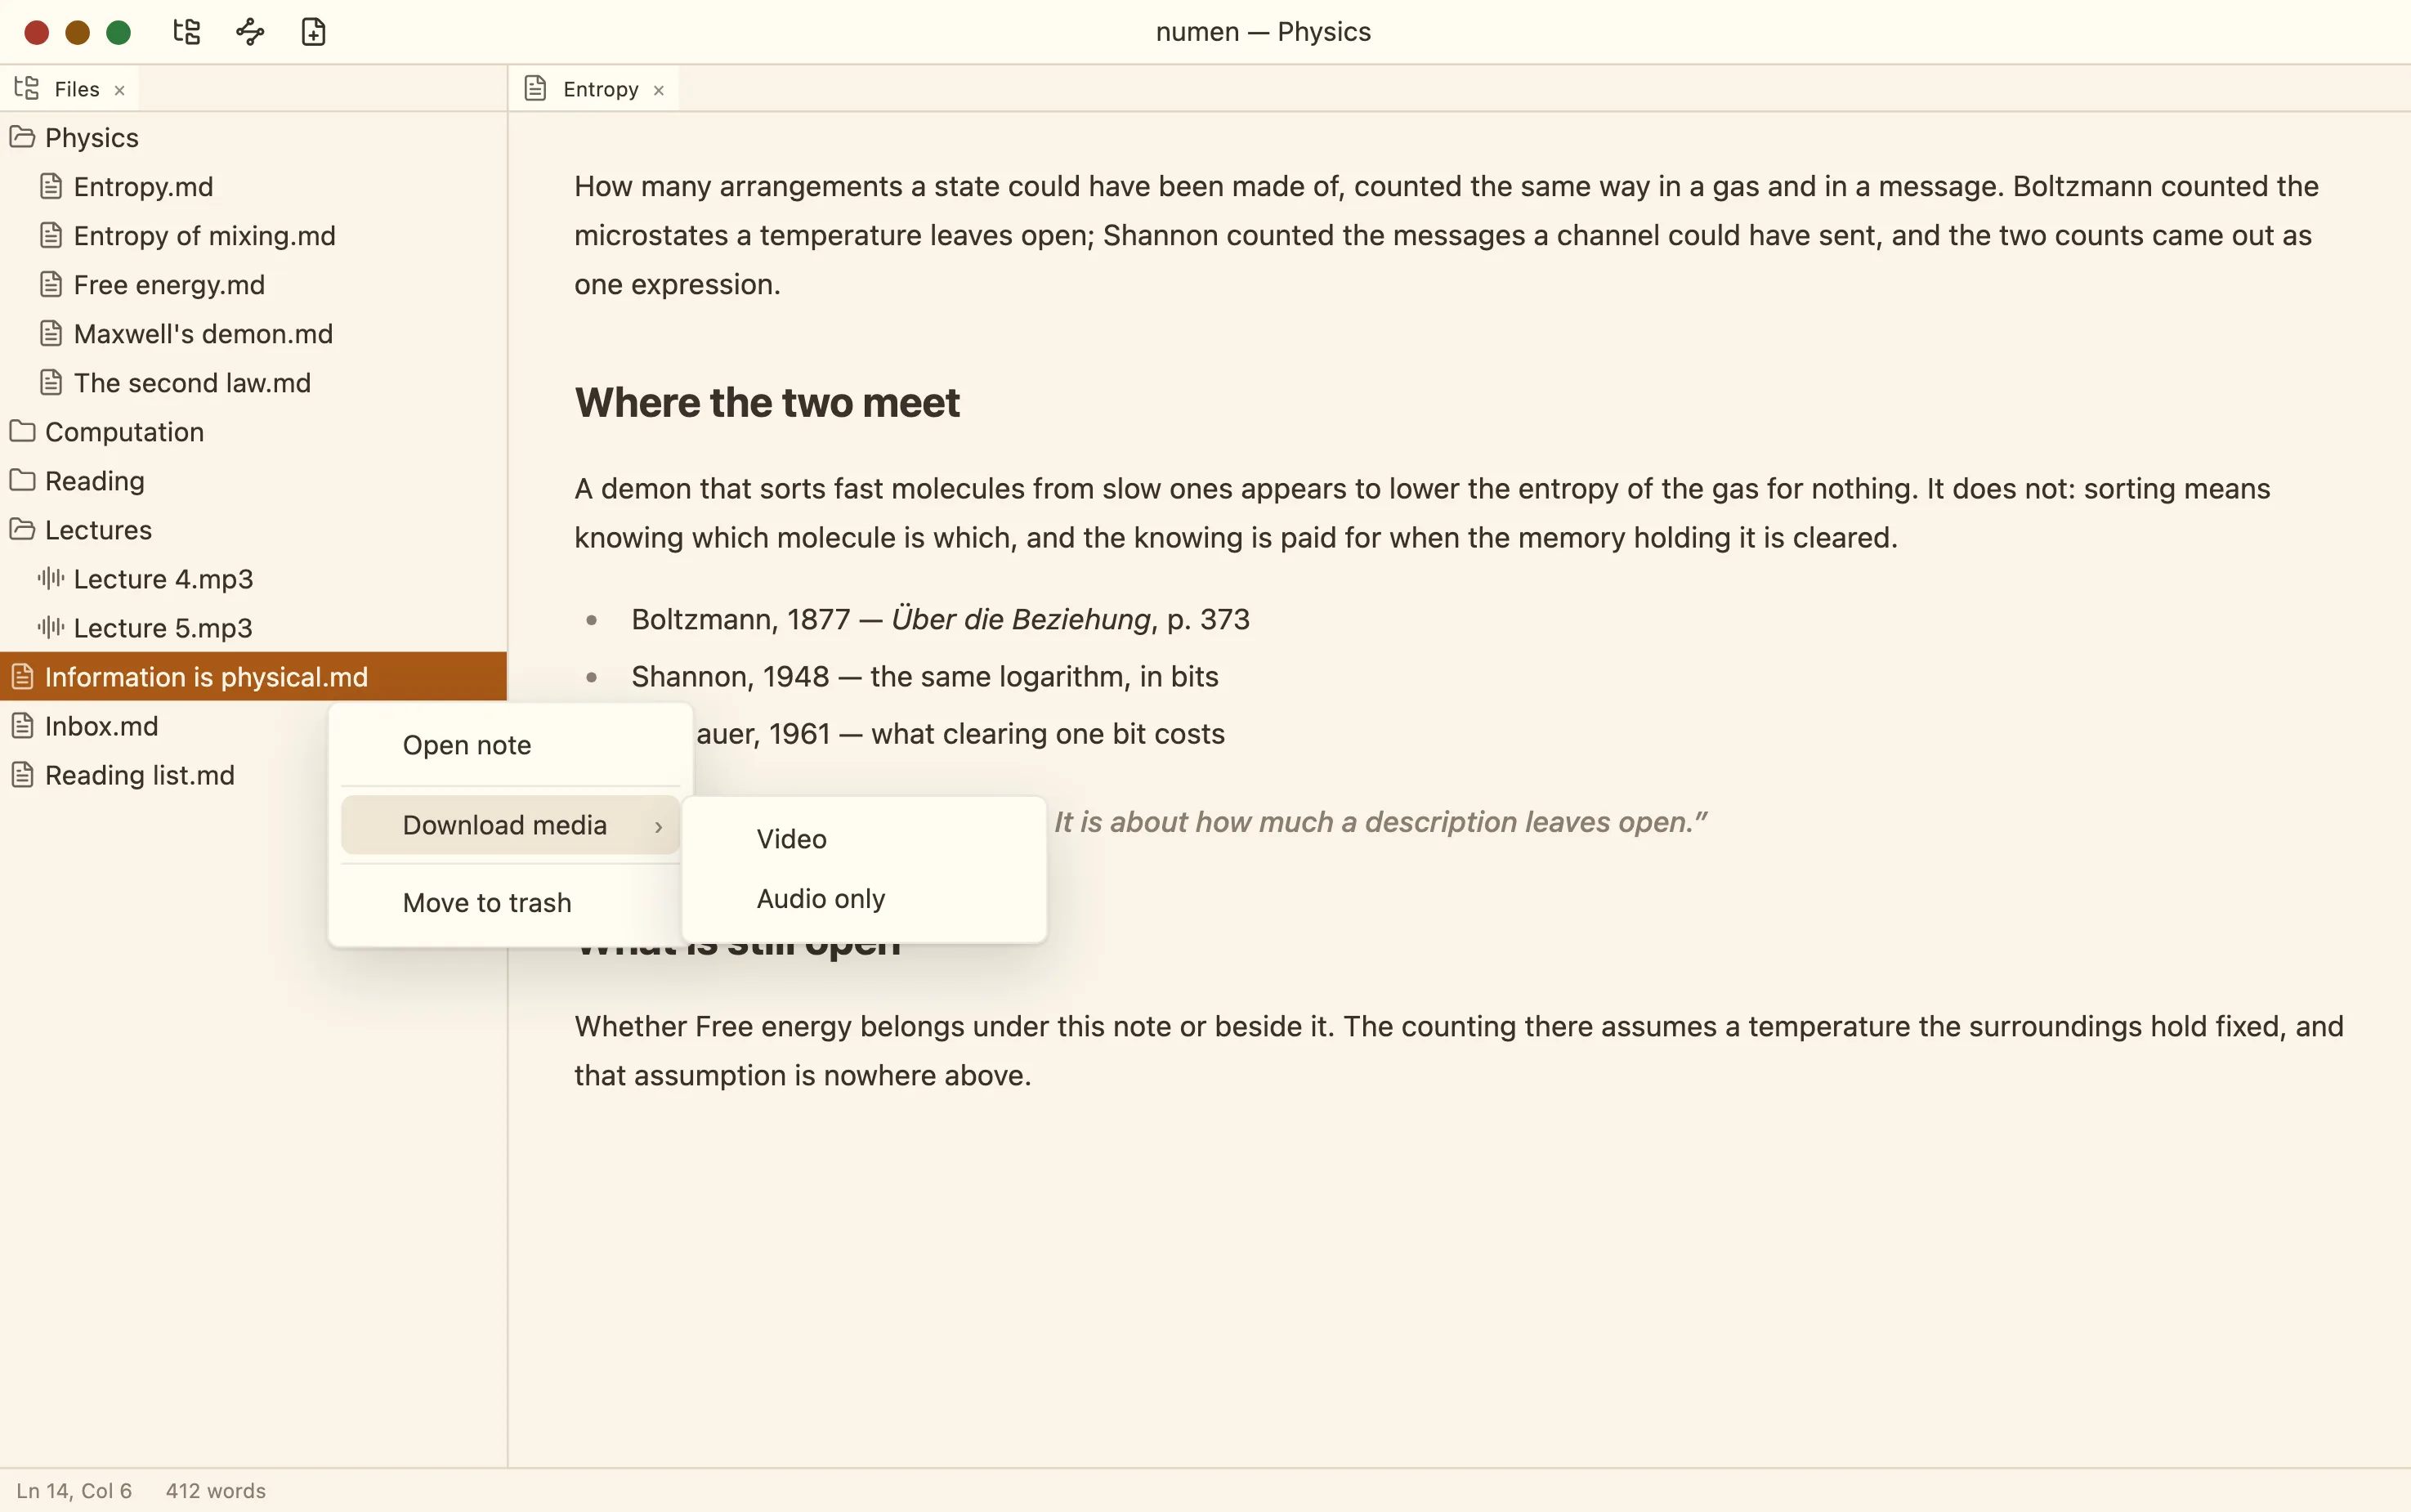 numen — Physics
Files ×
Entropy ×
Physics
Entropy.md
Entropy of mixing.md
Free energy.md
Maxwell's demon.md
The second law.md
Computation
Reading
Lectures
Lecture 4.mp3
Lecture 5.mp3
Information is physical.md
Inbox.md
Reading list.md
How many arrangements a state could have been made of, counted the same way in a gas and in a message. Boltzmann counted the
microstates a temperature leaves open; Shannon counted the messages a channel could have sent, and the two counts came out as
one expression.
Where the two meet
A demon that sorts fast molecules from slow ones appears to lower the entropy of the gas for nothing. It does not: sorting means
knowing which molecule is which, and the knowing is paid for when the memory holding it is cleared.
• Boltzmann, 1877 — Über die Beziehung, p. 373
• Shannon, 1948 — the same logarithm, in bits
auer, 1961 — what clearing one bit costs
It is about how much a description leaves open.”
What is still open
Whether Free energy belongs under this note or beside it. The counting there assumes a temperature the surroundings hold fixed, and
that assumption is nowhere above.
Open note
Download media ›
Move to trash
Video
Audio only
Ln 14, Col 6 412 words